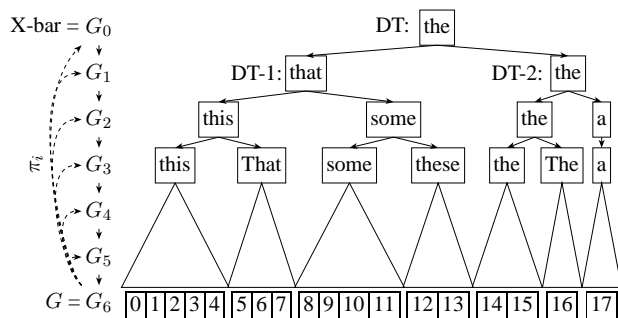 X-bar = G0 DT: the
G1 DT-1: that DT-2: the
G2 this some the a
πi G3 this That some these the The a
G4
G5
G = G6 0 1 2 3 4 5 6 7 8 9 10 11 12 13 14 15 16 17